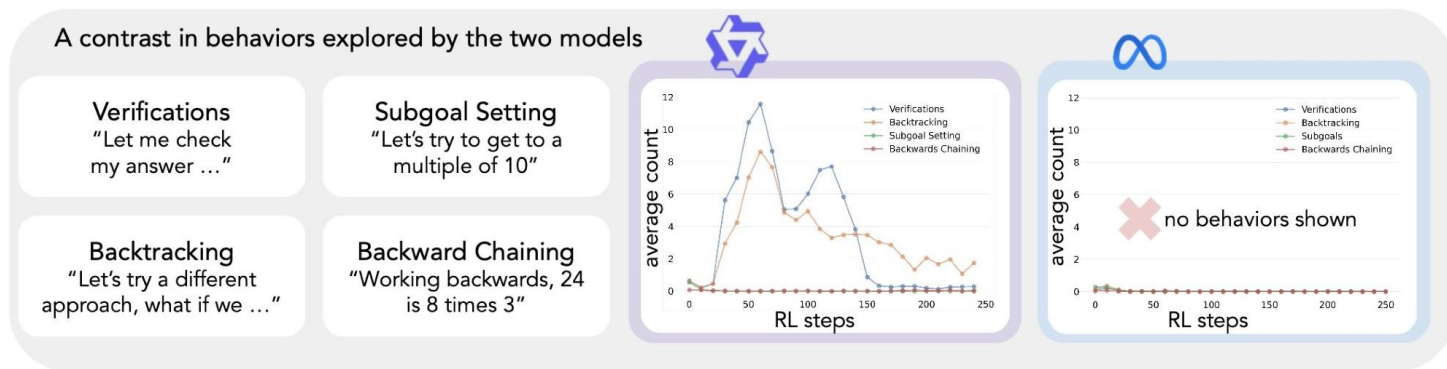 A contrast in behaviors explored by the two models
Verifications
“Let me check
my answer ...”
Subgoal Setting
“Let’s try to get to a
multiple of 10”
Backtracking
“Let’s try a different
approach, what if we ...”
Backward Chaining
“Working backwards, 24
is 8 times 3”
average count
12
10
8
6
4
2
0
Verifications
Backtracking
Subgoal Setting
Backwards Chaining
0 50 100 150 200 250
RL steps
average count
12
10
8
6
4
2
0
Verifications
Backtracking
Subgoals
Backwards Chaining
no behaviors shown
0 50 100 150 200 250
RL steps